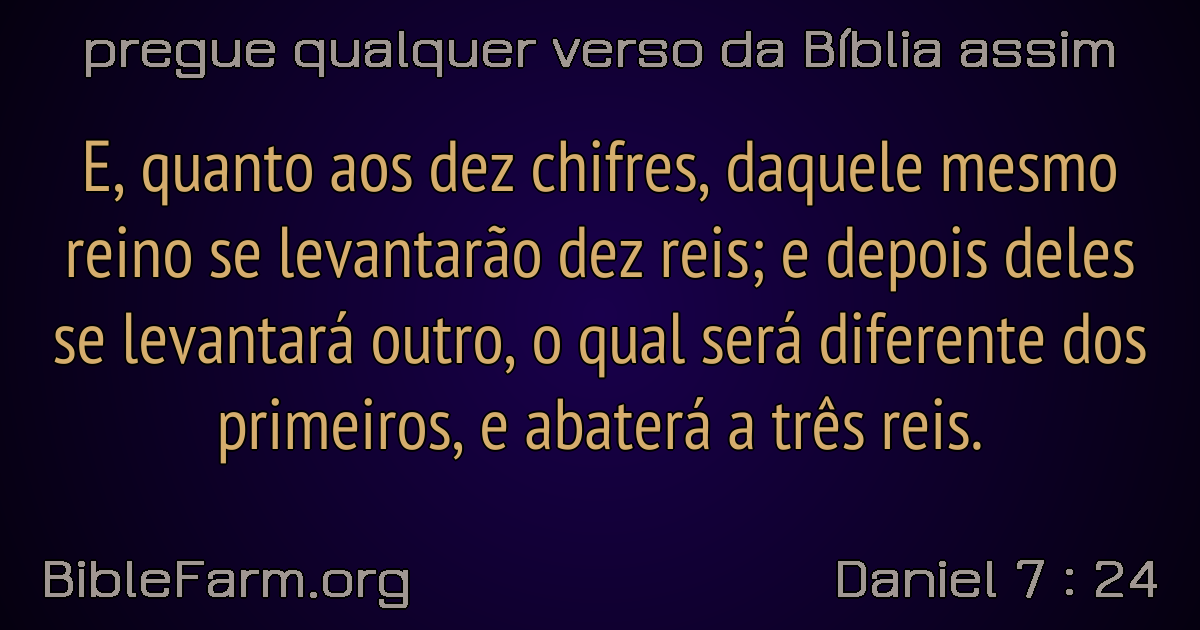 pregue qualquer verso da Bíblia assim
E, quanto aos dez chifres, daquele mesmo
reino se levantarão dez reis; e depois deles
se levantará outro, o qual será diferente dos
primeiros, e abaterá a três reis.
BibleFarm.org
Daniel 7 : 24